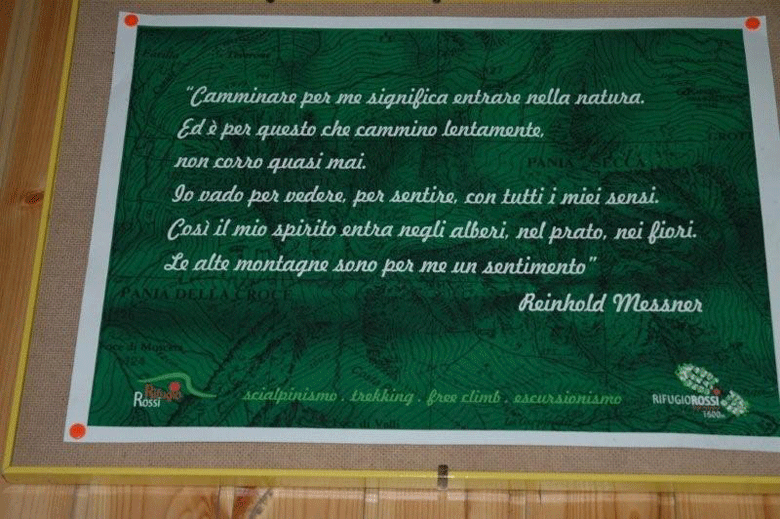 “Camminare per me significa entrare nella natura.
Ed è per questo che cammino lentamente,
non corro quasi mai.
Io vado per vedere, per sentire, con tutti i miei sensi.
Così il mio spirito entra negli alberi, nel prato, nei fiori.
Le alte montagne sono per me un sentimento”
Reinhold Messner
PANIA SECCA
PANIA DELLA CROCE
Rifugio
Rossi
scialpinismo . trekking . free climb . escursionismo
RIFUGIOROSSI
1600m